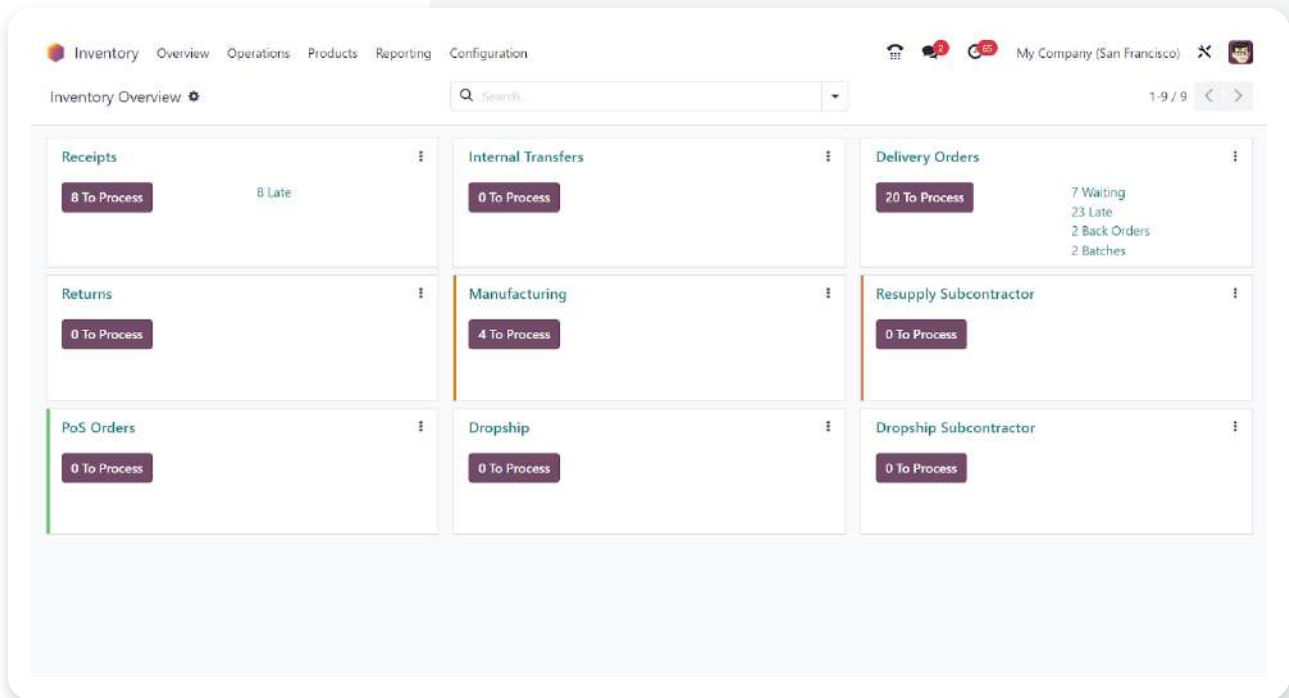 Inventory Overview Operations Products Reporting Configuration 2 65 My Company (San Francisco)
Inventory Overview Search... 1-9 / 9
Receipts
8 To Process
8 Late
Internal Transfers
0 To Process
Delivery Orders
20 To Process
7 Waiting
23 Late
2 Back Orders
2 Batches
Returns
0 To Process
Manufacturing
4 To Process
Resupply Subcontractor
0 To Process
PoS Orders
0 To Process
Dropship
0 To Process
Dropship Subcontractor
0 To Process